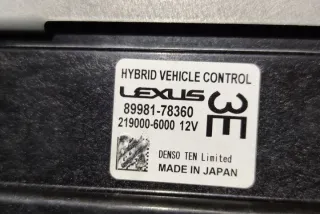 HYBRID VEHICLE CONTROL
LEXUS
3E
89981-78360
219000-6000 12V
DENSO TEN Limited
MADE IN JAPAN